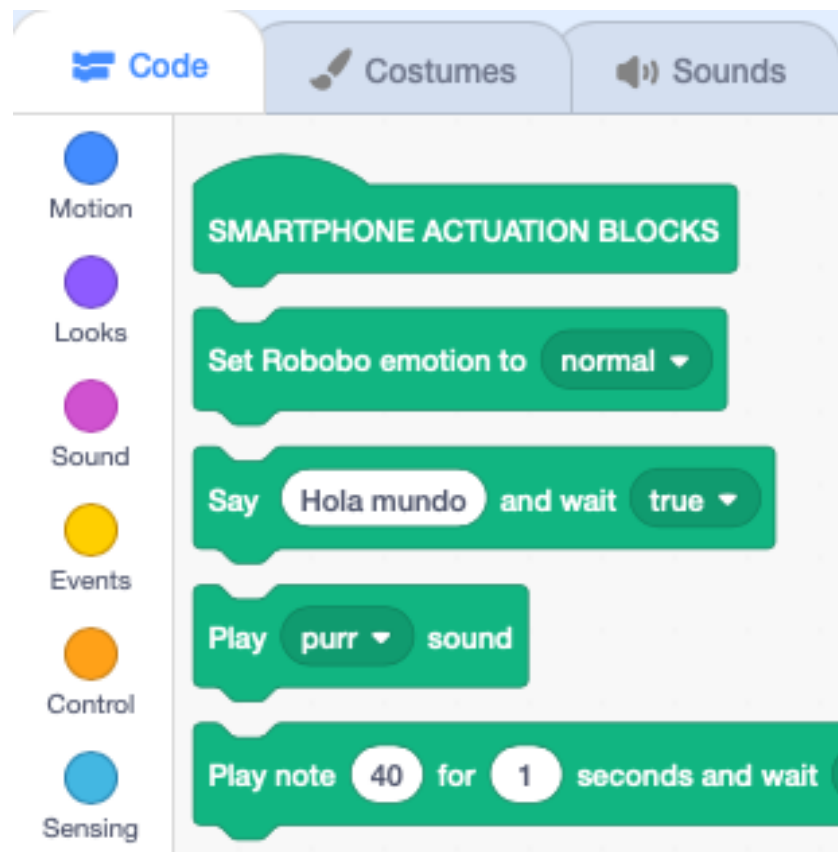 Code Costumes Sounds
Motion
Looks
Sound
Events
Control
Sensing
SMARTPHONE ACTUATION BLOCKS
Set Robobo emotion to normal
Say Hola mundo and wait true
Play purr sound
Play note 40 for 1 seconds and wait